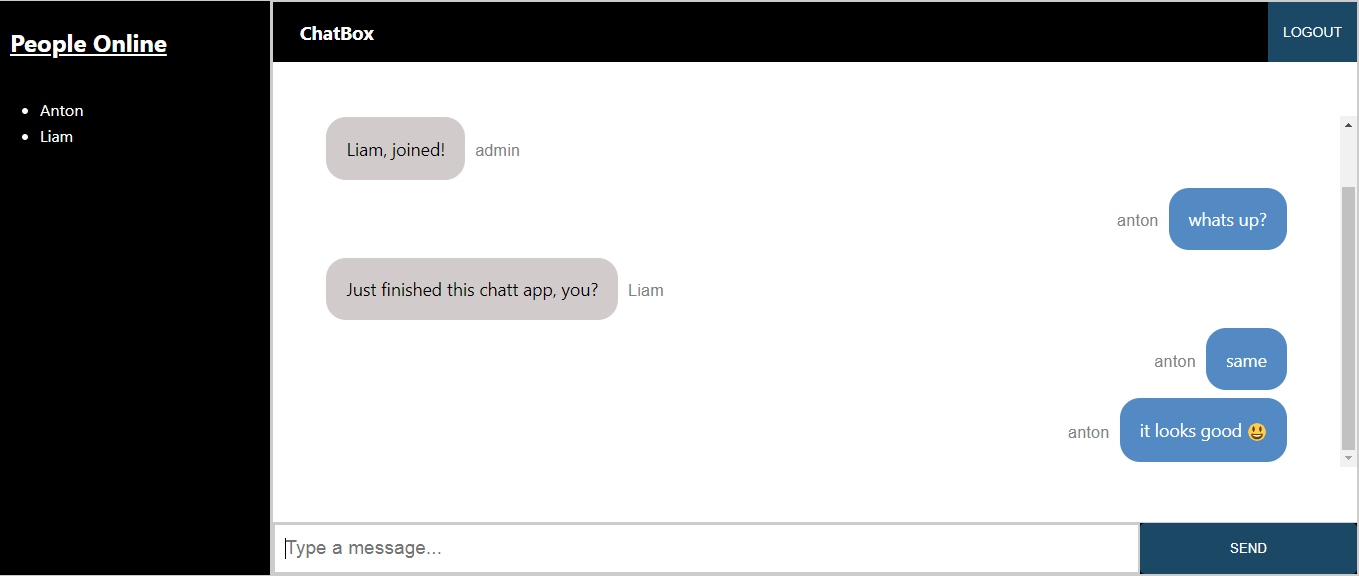 People Online
Anton
Liam
ChatBox
LOGOUT
Liam, joined! admin
anton whats up?
Just finished this chatt app, you? Liam
anton same
anton it looks good 😃
Type a message...
SEND